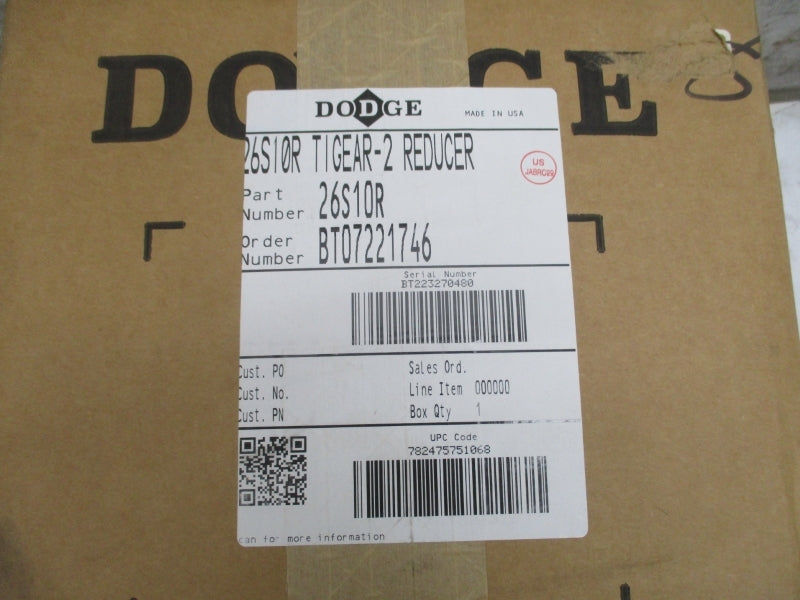 DODGE
MADE IN USA
26S10R TIGEAR-2 REDUCER
US
JABRC29
Part
Number 26S10R
Order
Number BT07221746
Serial Number
BT223270480
Cust. PO
Sales Ord.
Cust. No.
Line Item 000000
Cust. PN
Box Qty 1
UPC Code
782475751068
can for more information